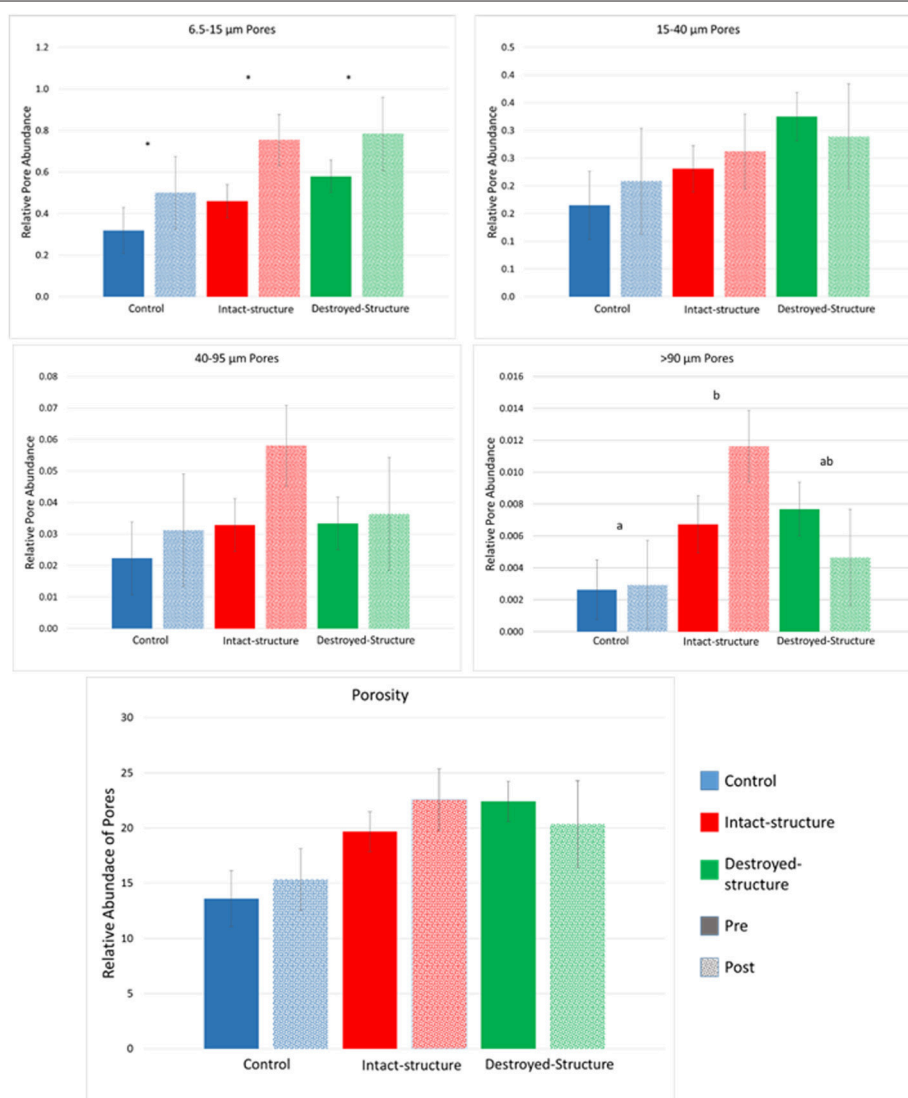 6.5-15 µm Pores
1.2
1.0
0.8
0.6
0.4
0.2
0.0
Relative Pore Abundance
*
*
*
Control
Intact-structure
Destroyed-Structure
15-40 µm Pores
0.5
0.4
0.4
0.3
0.3
0.2
0.2
0.1
0.1
0.0
Relative Pore Abundance
Control
Intact-structure
Destroyed-Structure
40-95 µm Pores
0.08
0.07
0.06
0.05
0.04
0.03
0.02
0.01
0.00
Relative Pore Abundance
Control
Intact-structure
Destroyed-Structure
>90 µm Pores
0.016
0.014
0.012
0.010
0.008
0.006
0.004
0.002
0.000
Relative Pore Abundance
a
b
ab
Control
Intact-structure
Destroyed-Structure
Porosity
30
25
20
15
10
5
0
Relative Abundace of Pores
Control
Intact-structure
Destroyed-Structure
Control
Intact-structure
Destroyed-
structure
Pre
Post